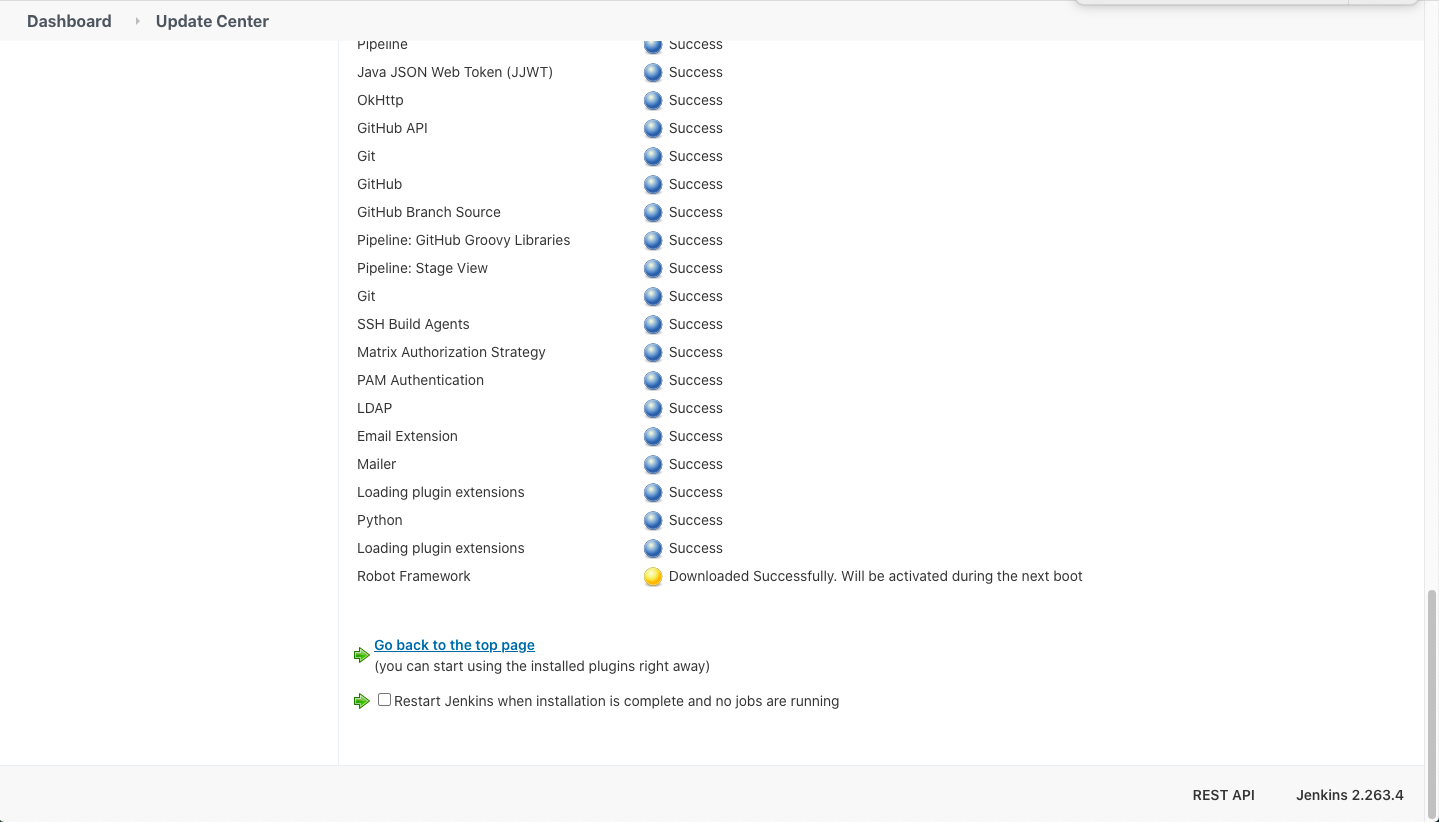 Dashboard Update Center
Pipeline Success
Java JSON Web Token (JJWT) Success
OkHttp Success
GitHub API Success
Git Success
GitHub Success
GitHub Branch Source Success
Pipeline: GitHub Groovy Libraries Success
Pipeline: Stage View Success
Git Success
SSH Build Agents Success
Matrix Authorization Strategy Success
PAM Authentication Success
LDAP Success
Email Extension Success
Mailer Success
Loading plugin extensions Success
Python Success
Loading plugin extensions Success
Robot Framework Downloaded Successfully. Will be activated during the next boot
Go back to the top page
(you can start using the installed plugins right away)
Restart Jenkins when installation is complete and no jobs are running
REST API Jenkins 2.263.4